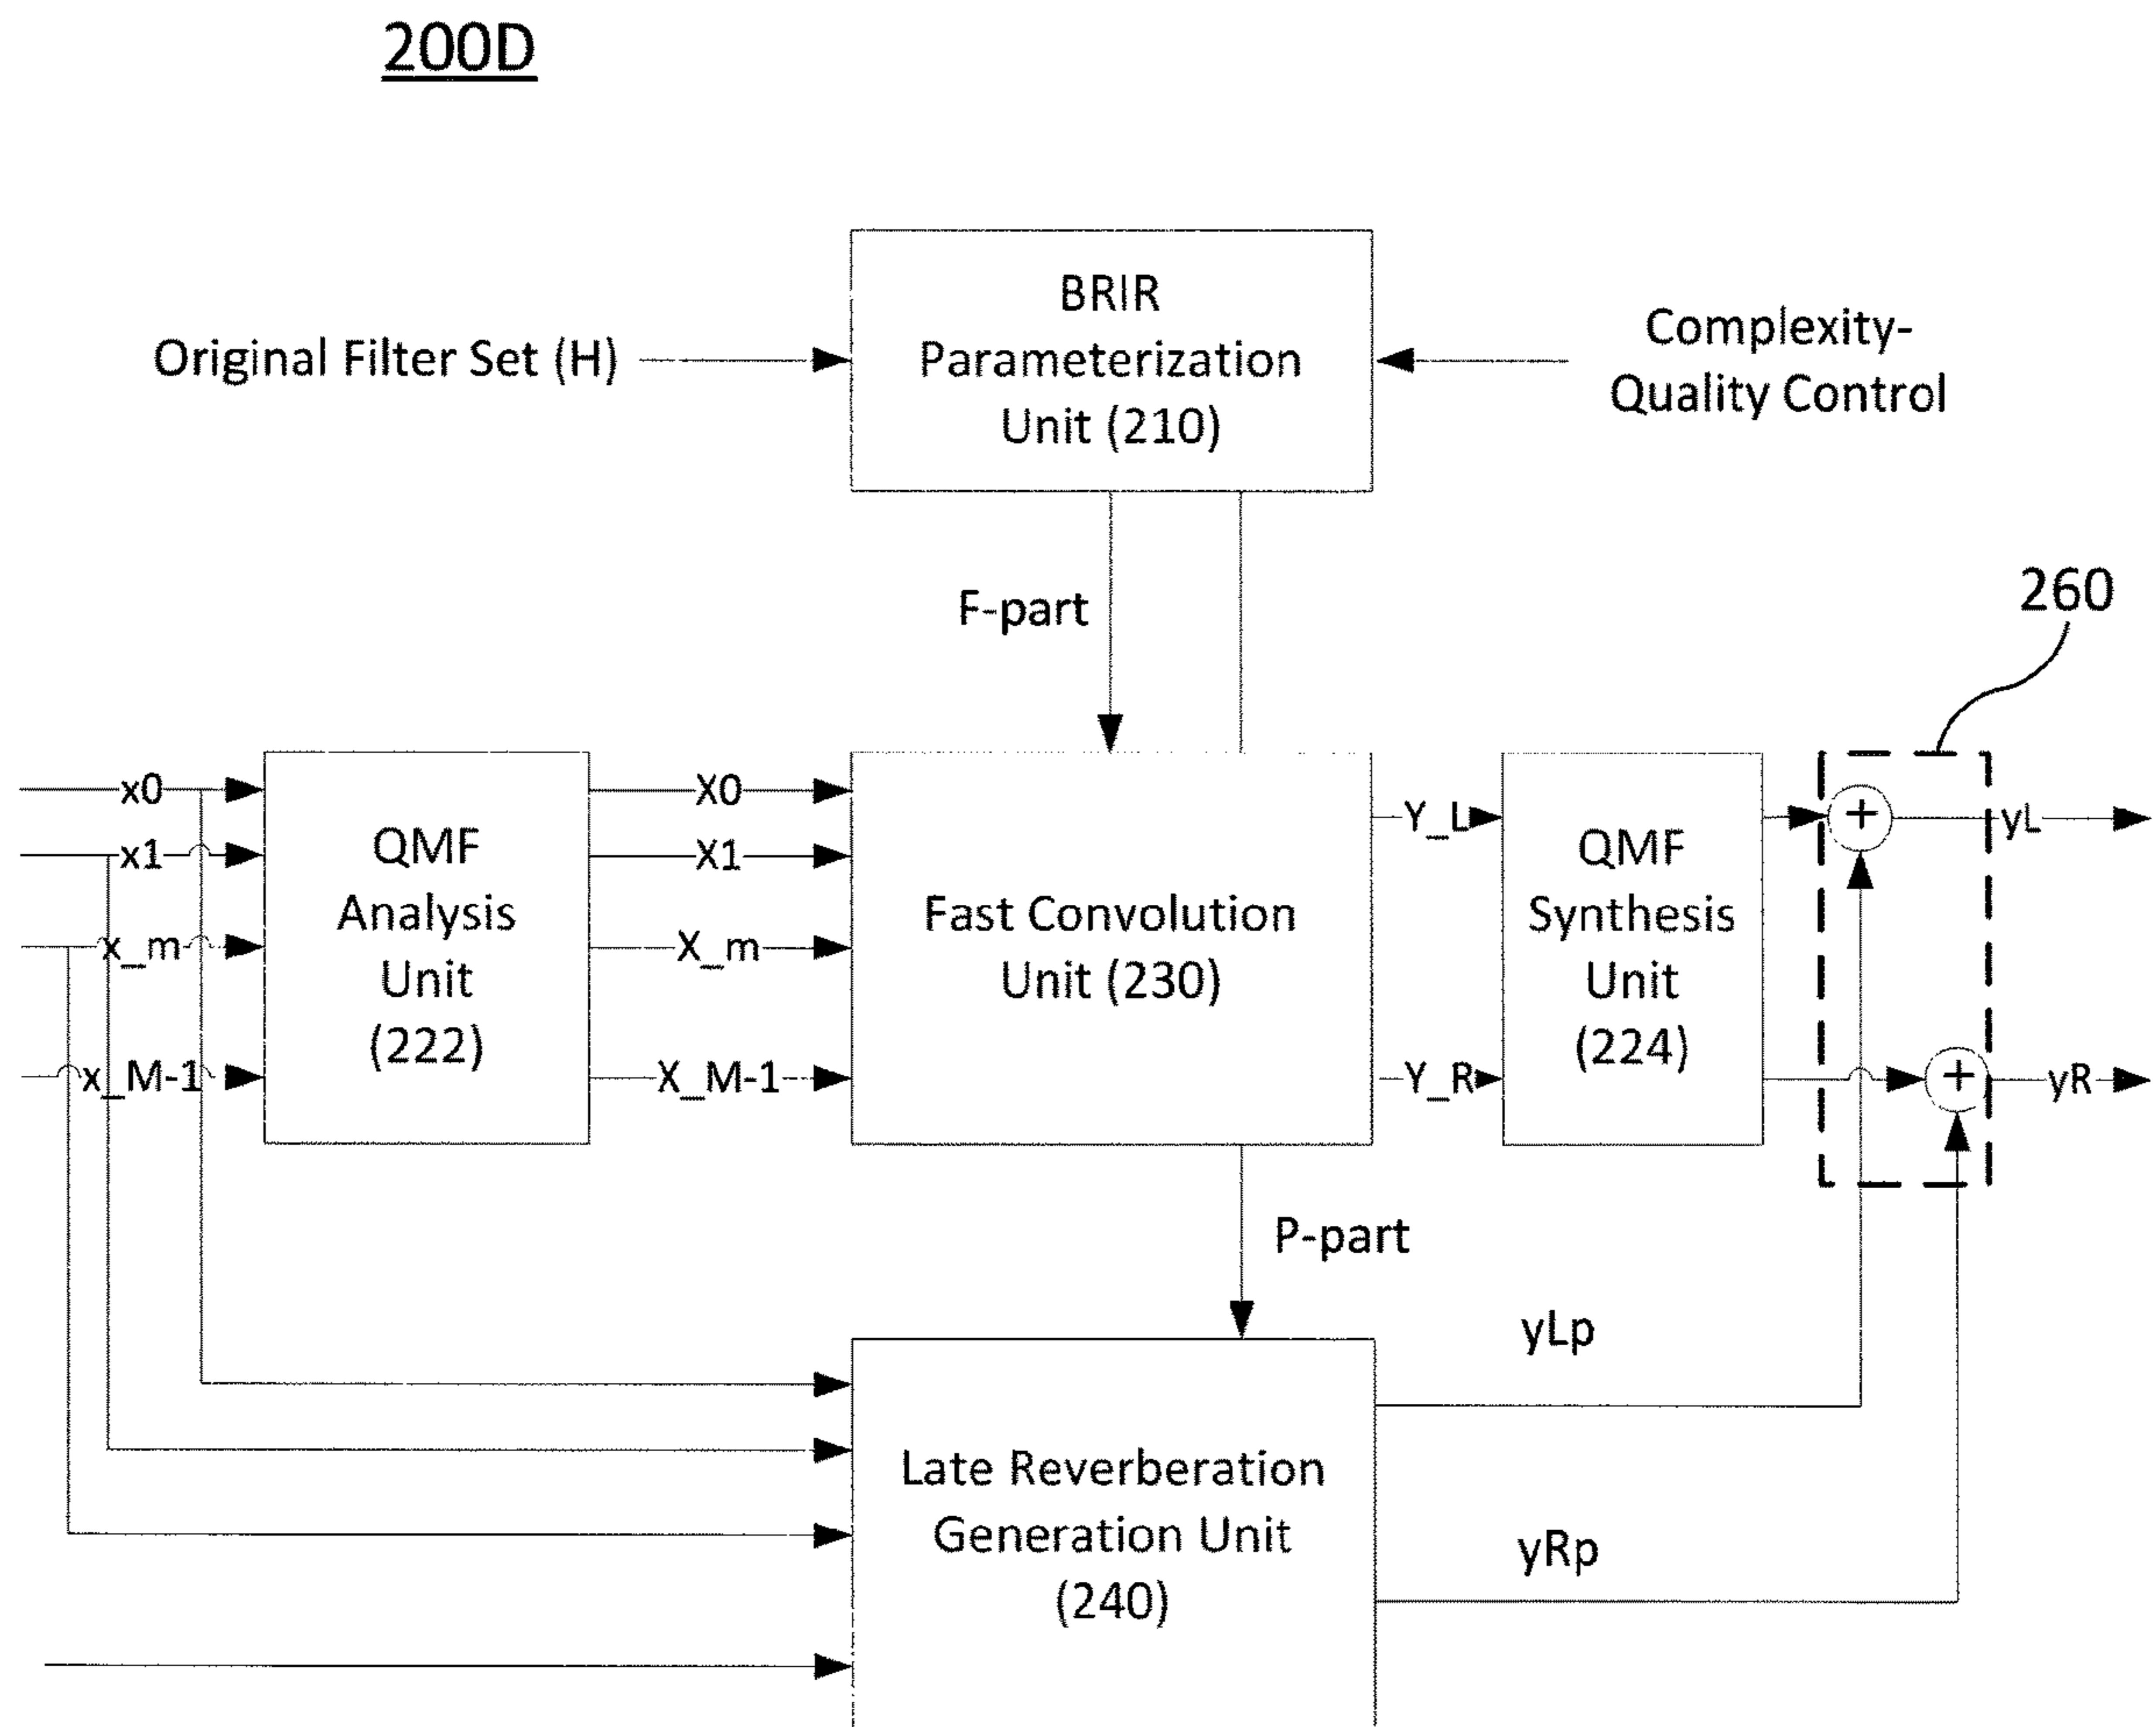 200D
BRIR
Parameterization
Unit (210)
Original Filter Set (H)
Complexity-
Quality Control
F-part
260
x0
x1
x_m
x_M-1
QMF
Analysis
Unit
(222)
X0
X1
X_m
X_M-1
Fast Convolution
Unit (230)
Y_L
Y_R
QMF
Synthesis
Unit
(224)
+
+
yL
yR
P-part
yLp
yRp
Late Reverberation
Generation Unit
(240)